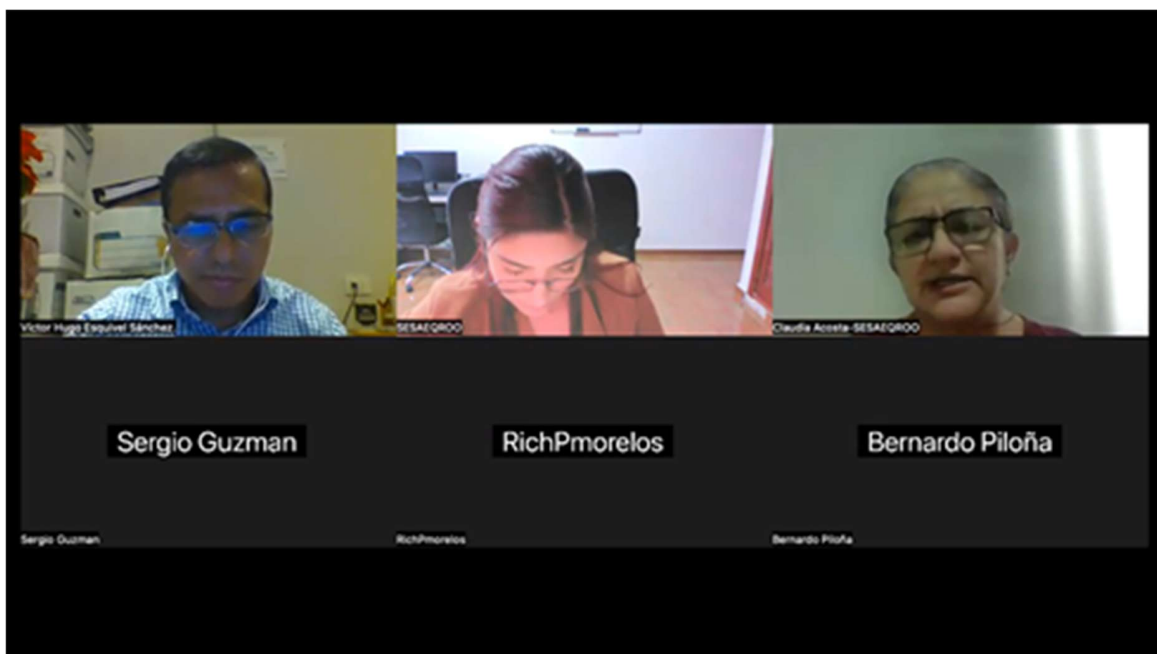 Victor Hugo Esquivel Sánchez
SESAEQROO
Claudia Acosta-SESAEQROO
Sergio Guzman
RichPmorelos
Bernardo Piloña
Sergio Guzman
RichPmorelos
Bernardo Piloña